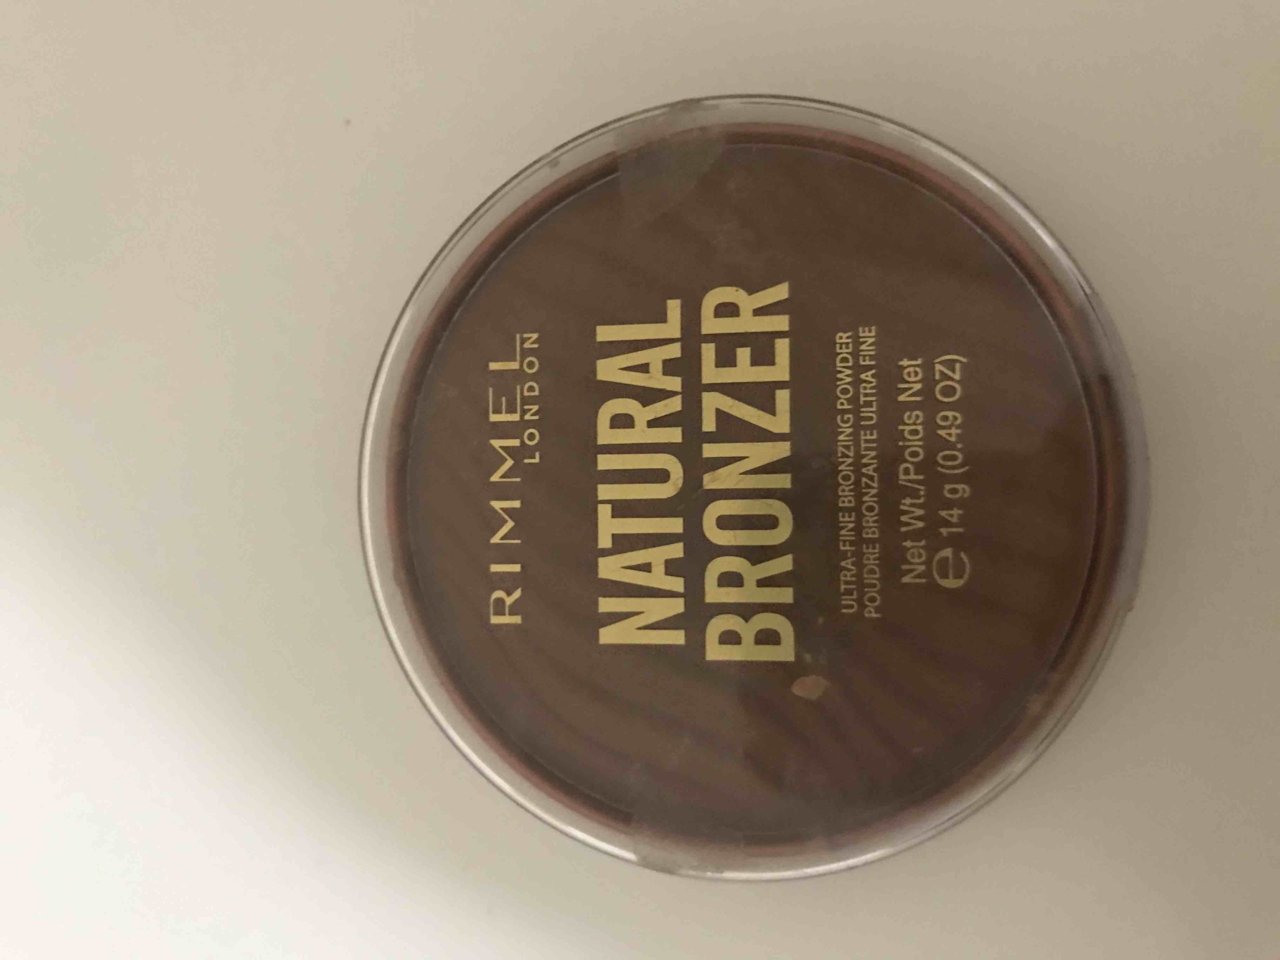 RIMMEL
LONDON
NATURAL
BRONZER
ULTRA-FINE BRONZING POWDER
POUDRE BRONZANTE ULTRA FINE
Net Wt./Poids Net
℮ 14 g (0.49 OZ)